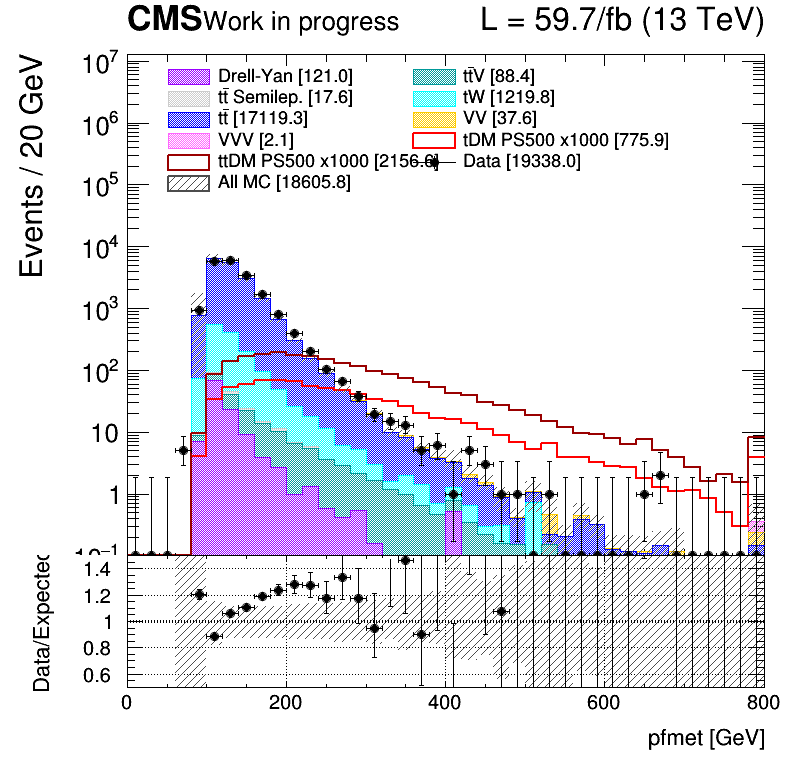 CMS Work in progress L = 59.7/fb (13 TeV)
Events / 20 GeV
10⁷
10⁶
10⁵
10⁴
10³
10²
10
1
10⁻¹
Drell-Yan [121.0] tt̄V [88.4]
tt̄ Semilep. [17.6] tW [1219.8]
tt̄ [17119.3] VV [37.6]
VVV [2.1] tDM PS500 x1000 [775.9]
ttDM PS500 x1000 [2156.6] Data [19338.0]
All MC [18605.8]
Data/Expected
1.4
1.2
1
0.8
0.6
0 200 400 600 800
pfmet [GeV]